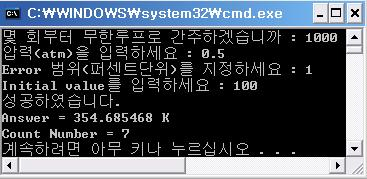 C:\WINDOWS\system32\cmd.exe
몇 회부터 무한루프로 간주하겠습니까 : 1000
압력(atm)을 입력하세요 : 0.5
Error 범위(퍼센트단위)를 지정하세요 : 1
Initial value를 입력하세요 : 100
성공하였습니다.
Answer = 354.685468 K
Count Number = 7
계속하려면 아무 키나 누르십시오 . . .